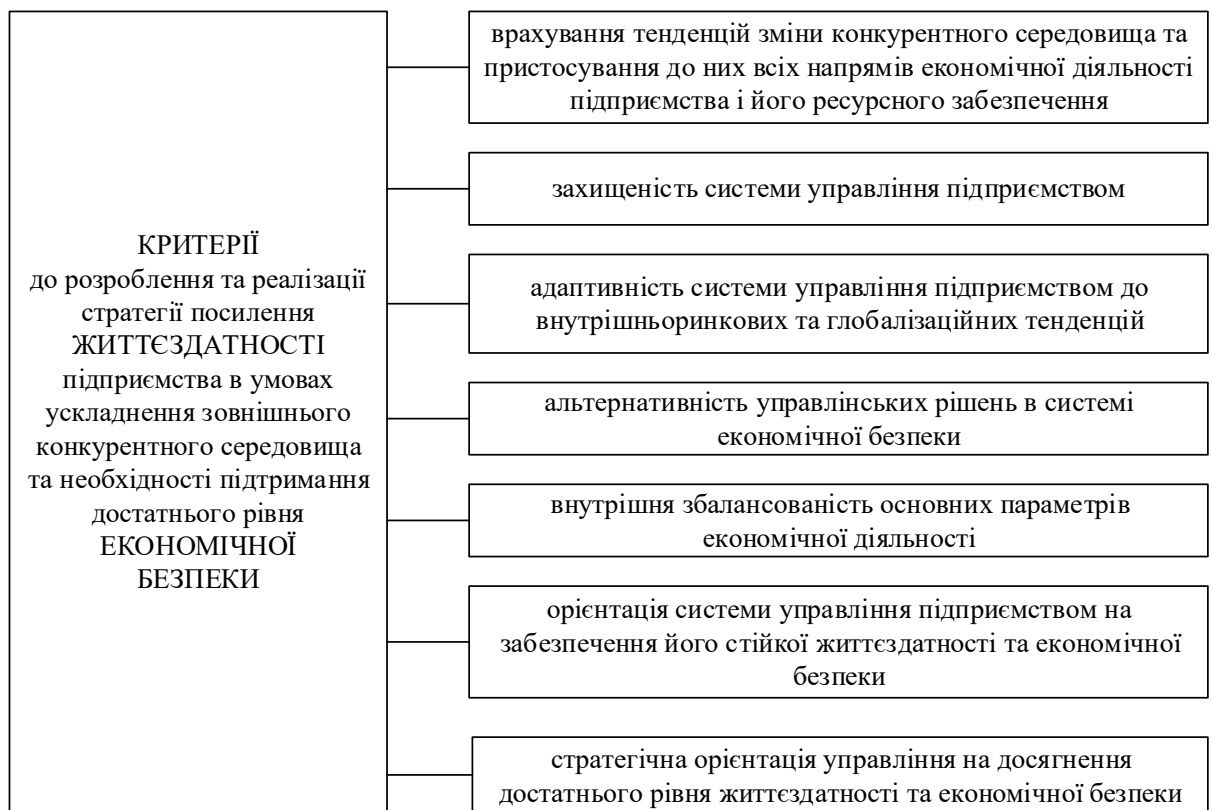 КРИТЕРІЇ
до розроблення та реалізації
стратегії посилення
ЖИТТЄЗДАТНОСТІ
підприємства в умовах
ускладнення зовнішнього
конкурентного середовища
та необхідності підтримання
достатнього рівня
ЕКОНОМІЧНОЇ
БЕЗПЕКИ
врахування тенденцій зміни конкурентного середовища та
пристосування до них всіх напрямів економічної діяльності
підприємства і його ресурсного забезпечення
захищеність системи управління підприємством
адаптивність системи управління підприємством до
внутрішньоринкових та глобалізаційних тенденцій
альтернативність управлінських рішень в системі
економічної безпеки
внутрішня збалансованість основних параметрів
економічної діяльності
орієнтація системи управління підприємством на
забезпечення його стійкої життєздатності та економічної
безпеки
стратегічна орієнтація управління на досягнення
достатнього рівня життєздатності та економічної безпеки